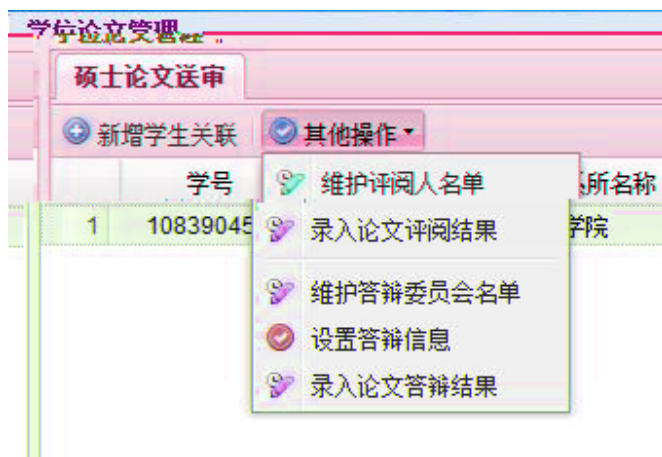 学位论文管理
硕士论文送审
新增学生关联 其他操作
学号 所名称
1 10839045 学院
维护评阅人名单
录入论文评阅结果
维护答辩委员会名单
设置答辩信息
录入论文答辩结果